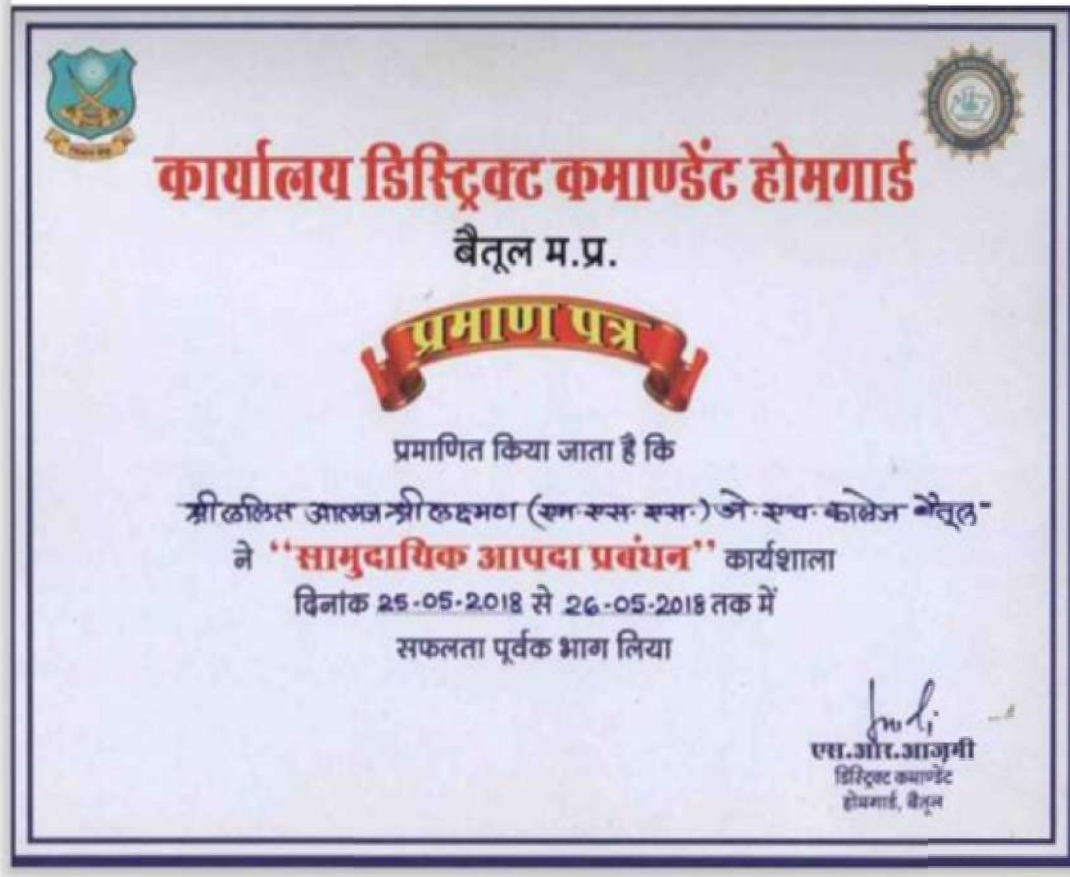 कार्यालय डिस्ट्रिक्ट कमाण्डेंट होमगार्ड
बैतूल म.प्र.
प्रमाण पत्र
प्रमाणित किया जाता है कि
श्री ललित आत्मज श्री लक्ष्मण (एन·एस·एस·) जे·एच·कालेज बैतूल-
ने ‘‘सामुदायिक आपदा प्रबंधन’’ कार्यशाला
दिनांक 25-05-2018 से 26-05-2018 तक में
सफलता पूर्वक भाग लिया
एस.आर.आज़मी
डिस्ट्रिक्ट कमाण्डेंट
होमगार्ड, बैतूल